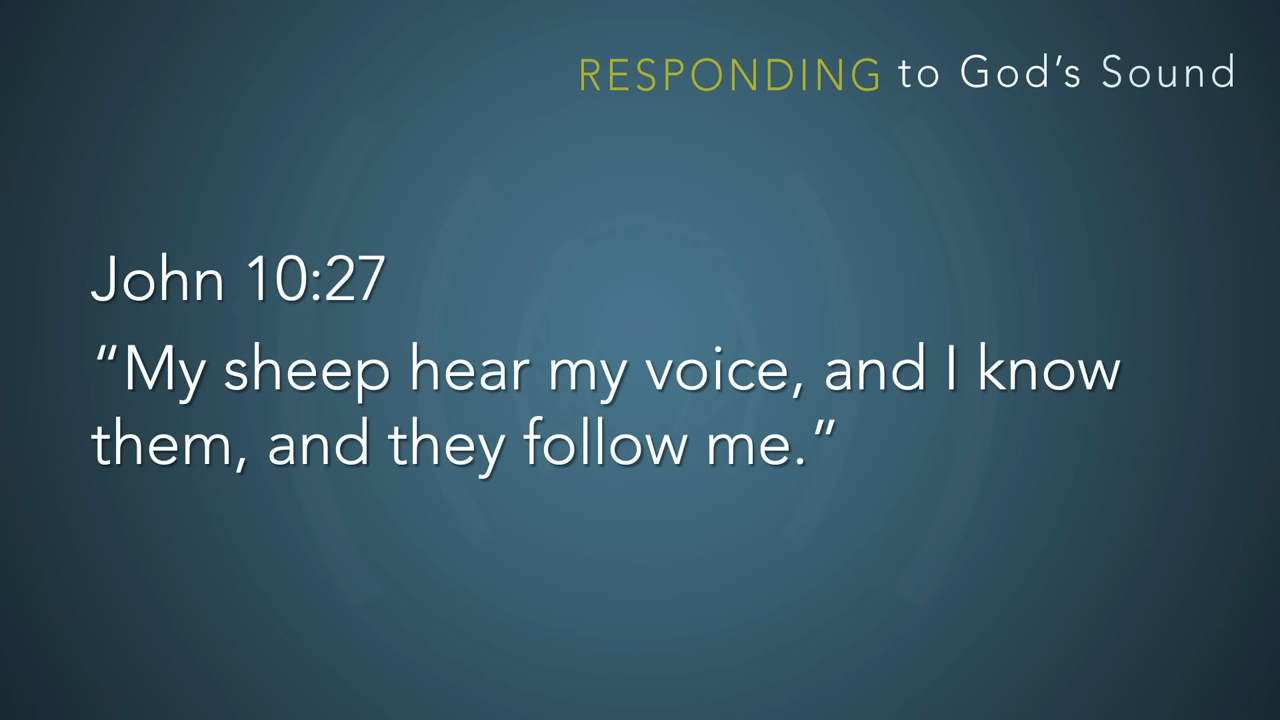 RESPONDING to God’s Sound
John 10:27
“My sheep hear my voice, and I know
them, and they follow me.”